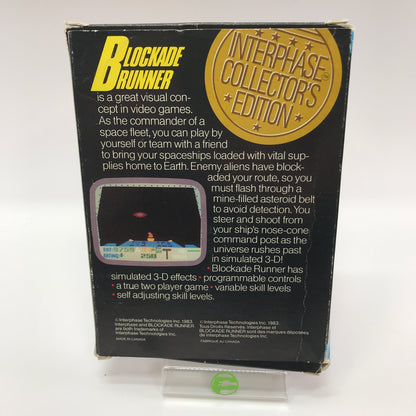 BLOCKADE
RUNNER
INTERPHASE
COLLECTOR'S
EDITION
is a great visual con-
cept in video games.
As the commander of a
space fleet, you can play by
yourself or team with a friend
to bring your spaceships loaded with vital sup-
plies home to Earth. Enemy aliens have block-
aded your route, so you
must flash through a
mine-filled asteroid belt
to avoid detection. You
steer and shoot from
your ship's nose-cone
command post as the
universe rushes past
in simulated 3-D!
• Blockade Runner has
simulated 3-D effects • programmable controls
• a true two player game • variable skill levels
• self adjusting skill levels.
© Interphase Technologies Inc. 1983.
Interphase and BLOCKADE RUNNER
are both trademarks of
Interphase Technologies Inc.
MADE IN CANADA
© Interphase Technologies Inc. 1983.
Tous Droits Reservés. Interphase et
BLOCKADE RUNNER sont des marques déposées
de Interphase Technologies Inc.
FABRIQUÉ AU CANADA